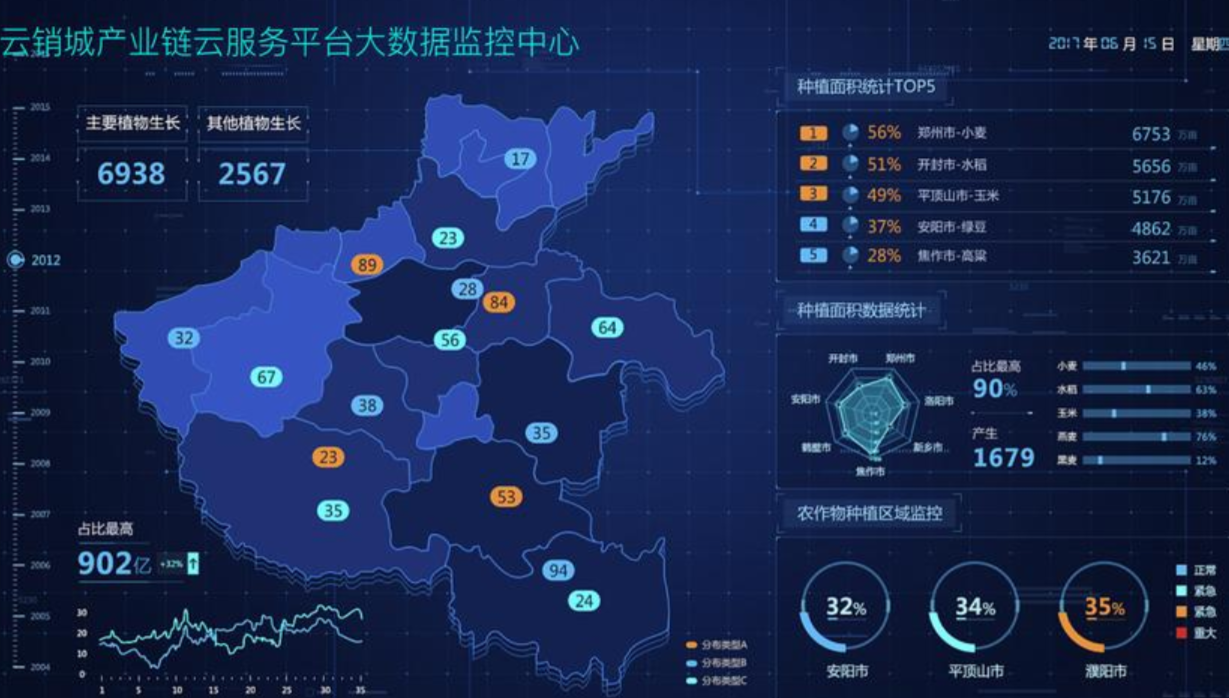 云销城产业链云服务平台大数据监控中心
2017 年 06 月 15 日 星期四
主要植物生长
其他植物生长
6938
2567
2015
2014
2013
2012
2011
2010
2009
2008
2007
2006
2005
2004
17
23
89
28
84
64
56
32
67
38
35
23
53
35
94
24
占比最高
902亿 +32% ↑
30
20
10
0
1 5 10 15 20 25 30 35
分布类型A
分布类型B
分布类型C
种植面积统计TOP5
1 56% 郑州市-小麦 6753 万亩
2 51% 开封市-水稻 5656 万亩
3 49% 平顶山市-玉米 5176 万亩
4 37% 安阳市-绿豆 4862 万亩
5 28% 焦作市-高粱 3621 万亩
种植面积数据统计
开封市 郑州市
安阳市 洛阳市
鹤壁市 新乡市
焦作市
占比最高
90%
产生
1679
小麦 46%
水稻 63%
玉米 38%
燕麦 76%
黑麦 12%
农作物种植区域监控
32%
34%
35%
安阳市
平顶山市
濮阳市
正常
紧急
紧急
重大